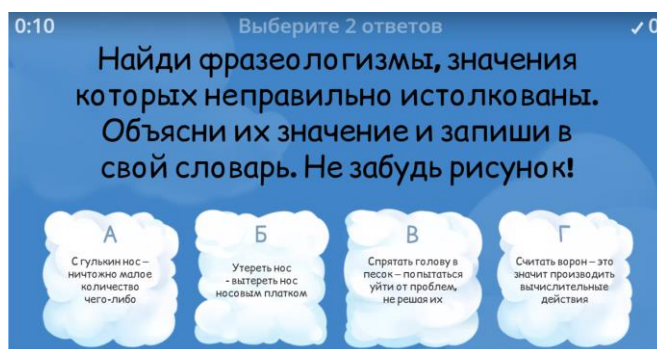 0:10
Выберите 2 ответов
✓ 0
Найди фразеологизмы, значения
которых неправильно истолкованы.
Объясни их значение и запиши в
свой словарь. Не забудь рисунок!
А
С гулькин нос –
ничтожно малое
количество
чего-либо
Б
Утереть нос
- вытереть нос
носовым платком
В
Спрятать голову в
песок – попытаться
уйти от проблем,
не решая их
Г
Считать ворон – это
значит производить
вычислительные
действия